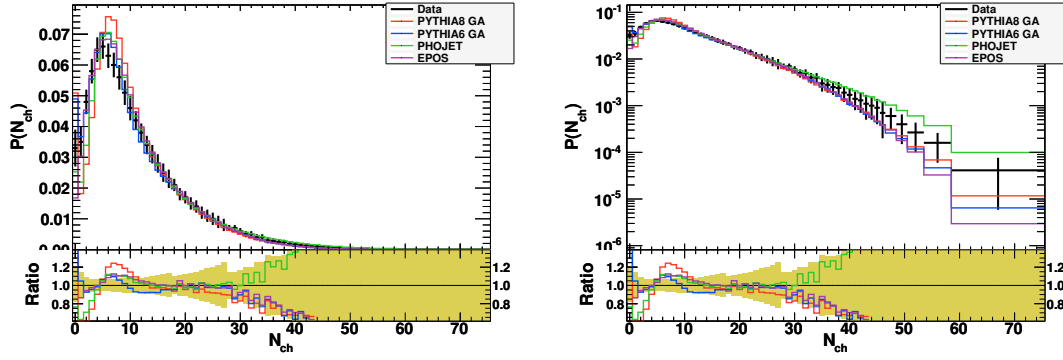 Data
PYTHIA8 GA
PYTHIA6 GA
PHOJET
EPOS
P(N_ch)
0.07
0.06
0.05
0.04
0.03
0.02
0.01
0.00
Ratio
1.2
1.0
0.8
1.2
1.0
0.8
0 10 20 30 40 50 60 70
N_ch
Data
PYTHIA8 GA
PYTHIA6 GA
PHOJET
EPOS
P(N_ch)
10^-1
10^-2
10^-3
10^-4
10^-5
10^-6
Ratio
1.2
1.0
0.8
1.2
1.0
0.8
0 10 20 30 40 50 60 70
N_ch